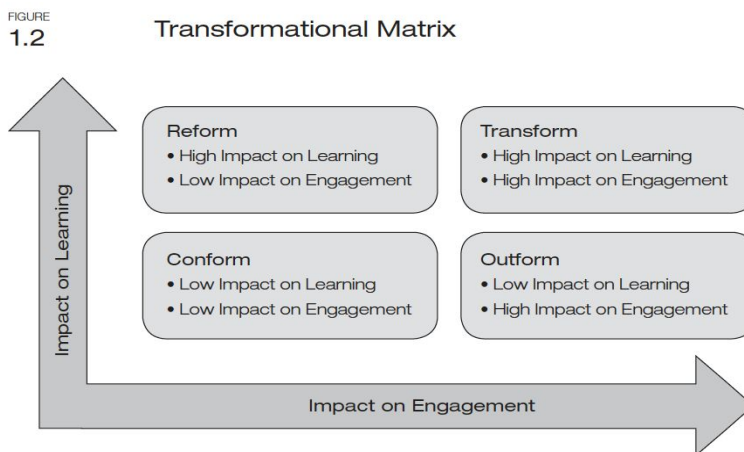 FIGURE
1.2
Transformational Matrix
Impact on Learning
Reform
• High Impact on Learning
• Low Impact on Engagement
Transform
• High Impact on Learning
• High Impact on Engagement
Conform
• Low Impact on Learning
• Low Impact on Engagement
Outform
• Low Impact on Learning
• High Impact on Engagement
Impact on Engagement